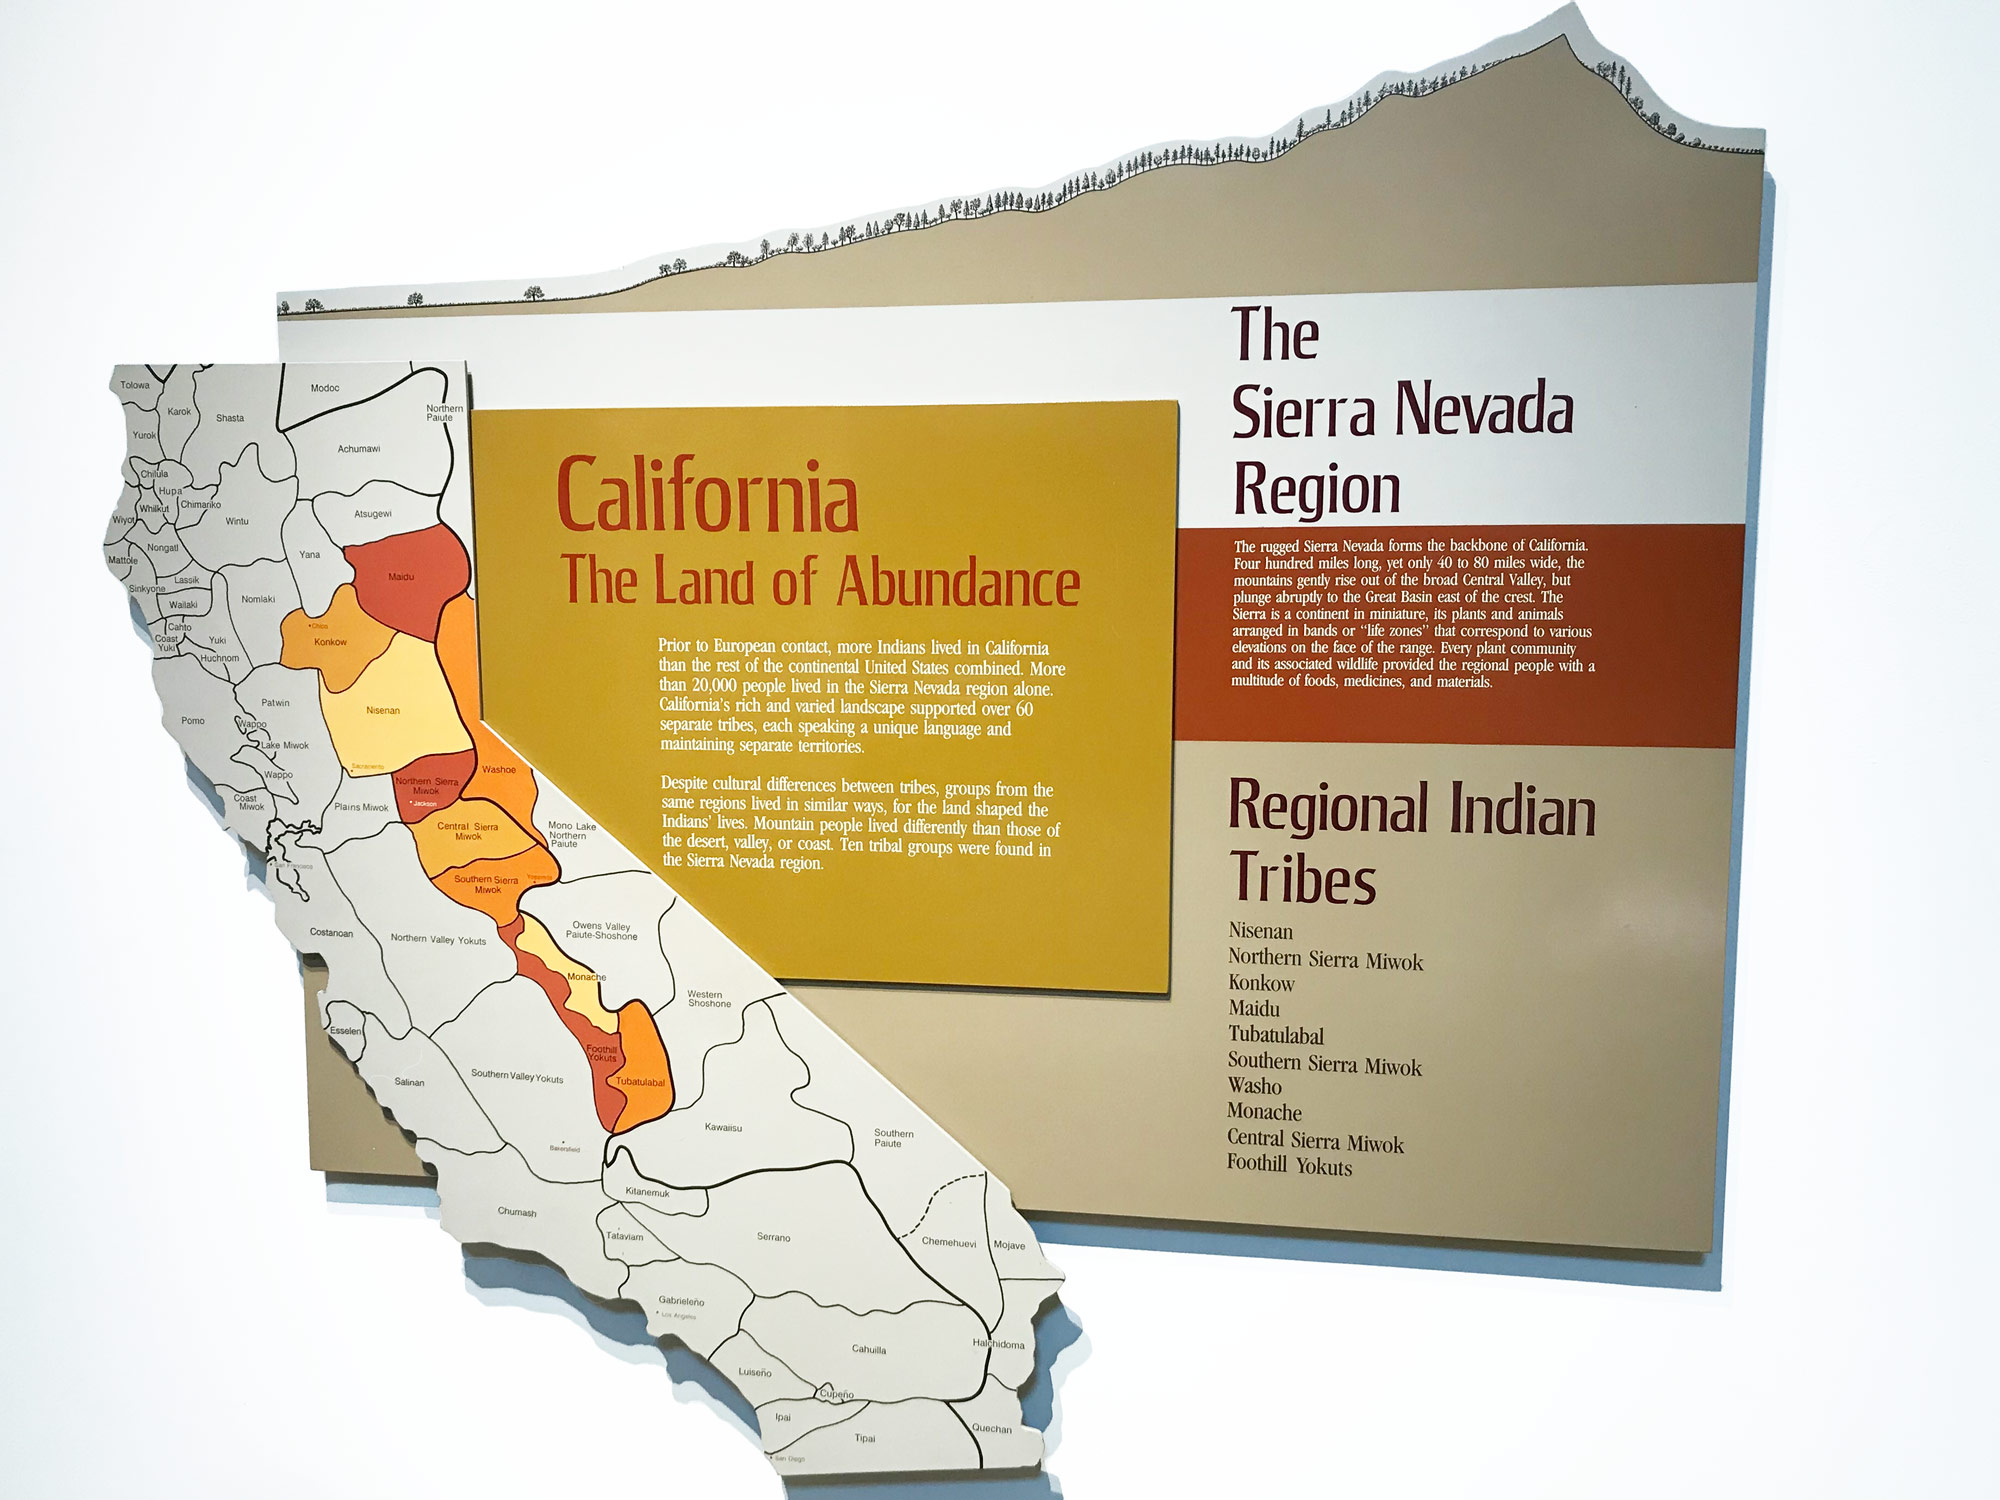 The
Sierra Nevada
Region
The rugged Sierra Nevada forms the backbone of California.
Four hundred miles long, yet only 40 to 80 miles wide, the
mountains gently rise out of the broad Central Valley, but
plunge abruptly to the Great Basin east of the crest. The
Sierra is a continent in miniature, its plants and animals
arranged in bands or “life zones” that correspond to various
elevations on the face of the range. Every plant community
and its associated wildlife provided the regional people with a
multitude of foods, medicines, and materials.
California
The Land of Abundance
Prior to European contact, more Indians lived in California
than the rest of the continental United States combined. More
than 20,000 people lived in the Sierra Nevada region alone.
California's rich and varied landscape supported over 60
separate tribes, each speaking a unique language and
maintaining separate territories.
Despite cultural differences between tribes, groups from the
same regions lived in similar ways, for the land shaped the
Indians' lives. Mountain people lived differently than those of
the desert, valley, or coast. Ten tribal groups were found in
the Sierra Nevada region.
Regional Indian
Tribes
Nisenan
Northern Sierra Miwok
Konkow
Maidu
Tubatulabal
Southern Sierra Miwok
Washo
Monache
Central Sierra Miwok
Foothill Yokuts
Tolowa
Karok
Shasta
Modoc
Northern
Paiute
Yurok
Achumawi
Chilula
Hupa
Whilkut
Chimariko
Wiyot
Wintu
Atsugewi
Nongatl
Yana
Mattole
Maidu
Lassik
Sinkyone
Nomlaki
Wailaki
Cahto
Coast
Yuki
Yuki
Huchnom
Chico
Konkow
Patwin
Nisenan
Pomo
Wappo
Lake Miwok
Wappo
Sacramento
Northern Sierra
Miwok
Jackson
Washoe
Coast
Miwok
Plains Miwok
Central Sierra
Miwok
Mono Lake
Northern
Paiute
San Francisco
Southern Sierra
Miwok
Yosemite
Costanoan
Northern Valley Yokuts
Owens Valley
Paiute-Shoshone
Monache
Western
Shoshone
Esselen
Foothill
Yokuts
Salinan
Southern Valley Yokuts
Tubatulabal
Bakersfield
Kawaiisu
Southern
Paiute
Kitanemuk
Chumash
Tataviam
Serrano
Chemehuevi
Mojave
Gabrieleño
Los Angeles
Cahuilla
Halchidoma
Luiseño
Cupeño
Ipai
Tipai
Quechan
San Diego